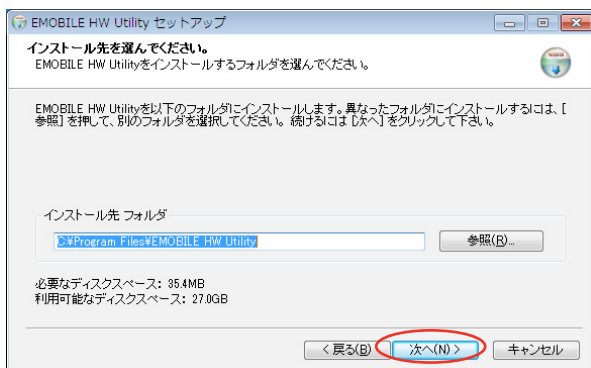 EMOBILE HW Utility セットアップ
インストール先を選んでください。
EMOBILE HW Utilityをインストールするフォルダを選んでください。
EMOBILE HW Utilityを以下のフォルダにインストールします。異なったフォルダにインストールするには、[
参照] を押して、別のフォルダを選択してください。 続けるには [次へ] をクリックして下さい。
インストール先 フォルダ
C:¥Program Files¥EMOBILE HW Utility
参照(R)...
必要なディスクスペース: 35.4MB
利用可能なディスクスペース: 27.0GB
< 戻る(B)
次へ(N) >
キャンセル